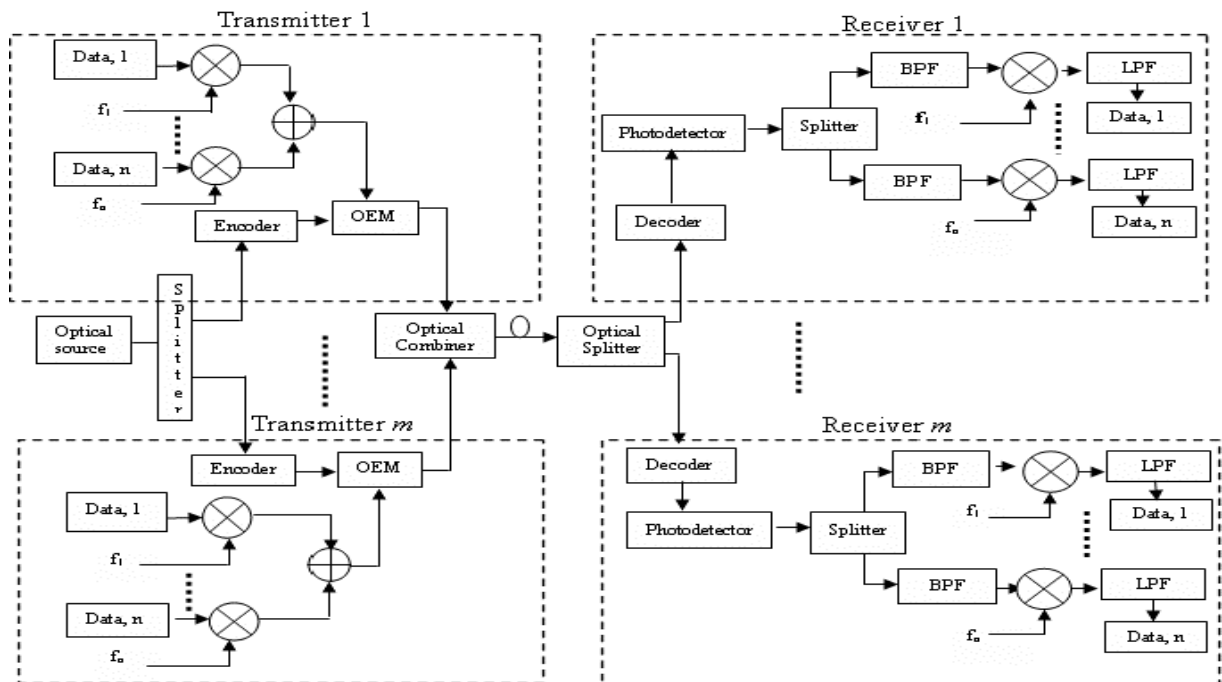 Transmitter 1
Data, 1
f₁
Data, n
fₙ
Encoder
OEM
Splitter
Optical
source
Optical
Combiner
Transmitter m
Encoder
OEM
Data, 1
f₁
Data, n
fₙ
Receiver 1
BPF
LPF
f₁
Data, 1
Photodetector
Splitter
BPF
LPF
fₙ
Data, n
Decoder
Optical
Splitter
Receiver m
Decoder
BPF
LPF
f₁
Data, 1
Photodetector
Splitter
BPF
LPF
fₙ
Data, n